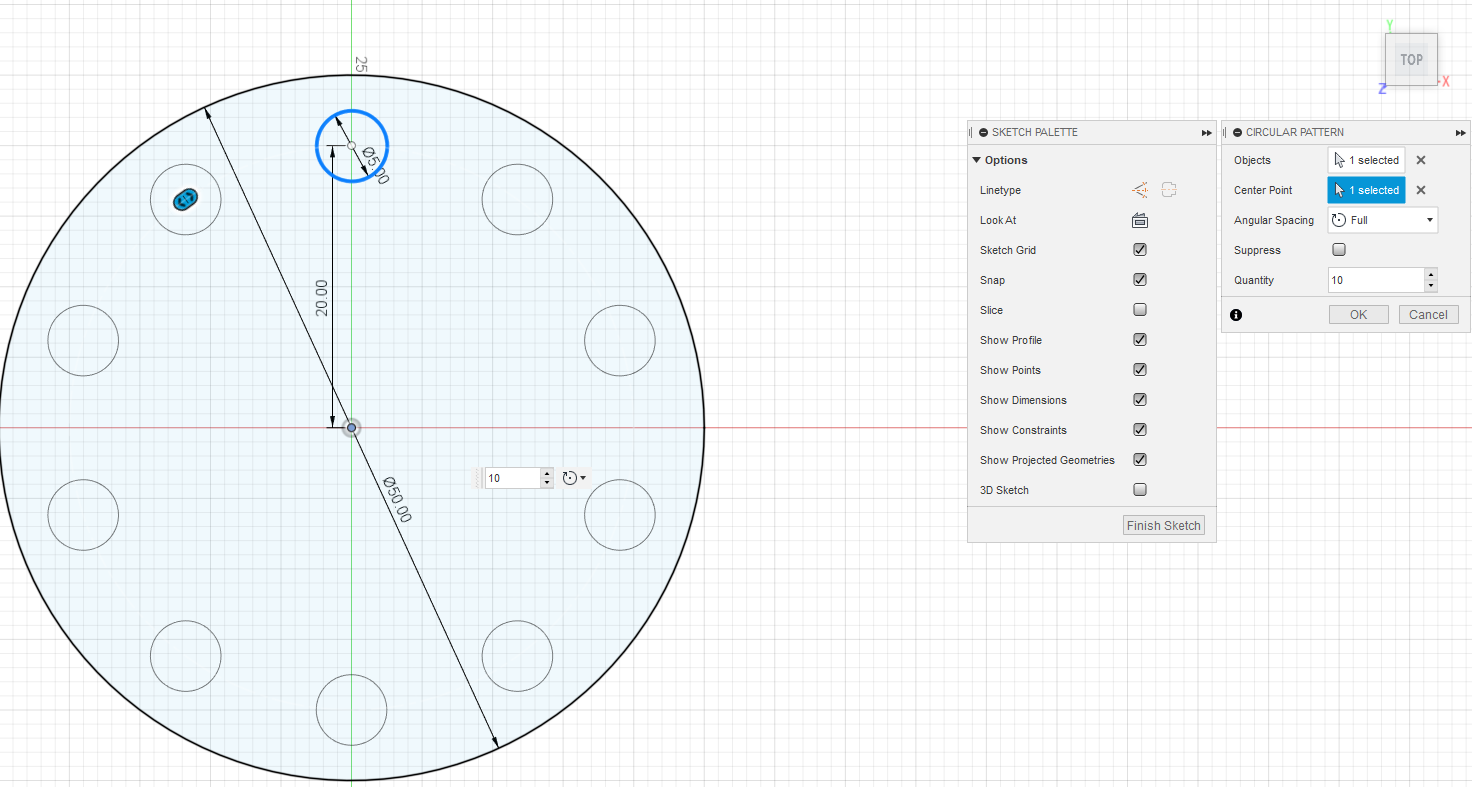 25
Ø5.00
20.00
Ø50.00
10
Y
TOP
X
Z
SKETCH PALETTE
Options
Linetype
Look At
Sketch Grid
Snap
Slice
Show Profile
Show Points
Show Dimensions
Show Constraints
Show Projected Geometries
3D Sketch
Finish Sketch
CIRCULAR PATTERN
Objects 1 selected
Center Point 1 selected
Angular Spacing Full
Suppress
Quantity 10
OK Cancel